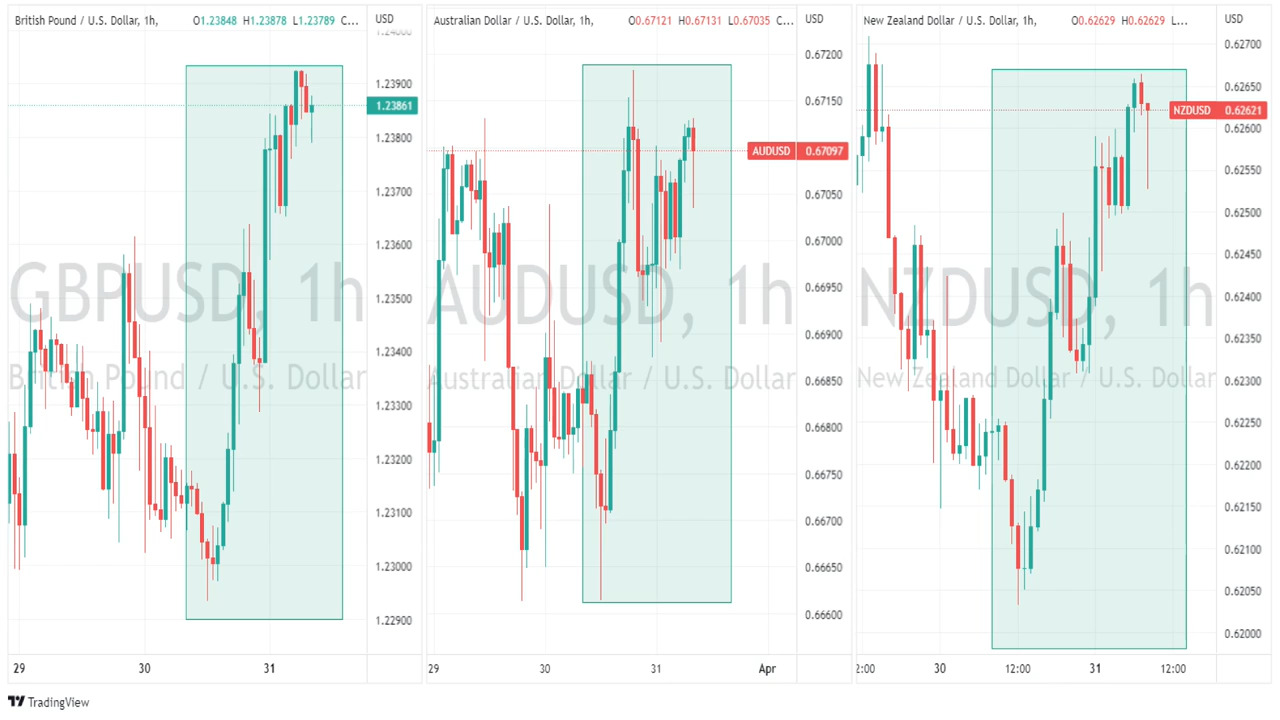 British Pound / U.S. Dollar, 1h, O1.23848 H1.23878 L1.23789 C... USD
1.24000
1.23900
1.23861
1.23800
1.23700
1.23600
1.23500
1.23400
1.23300
1.23200
1.23100
1.23000
1.22900
GBPUSD, 1h
British Pound / U.S. Dollar
29 30 31
Australian Dollar / U.S. Dollar, 1h, O0.67121 H0.67131 L0.67035 C... USD
0.67200
0.67150
AUDUSD 0.67097
0.67050
0.67000
0.66950
0.66900
0.66850
0.66800
0.66750
0.66700
0.66650
0.66600
AUDUSD, 1h
Australian Dollar / U.S. Dollar
29 30 31 Apr
New Zealand Dollar / U.S. Dollar, 1h, O0.62629 H0.62629 L... USD
0.62700
0.62650
NZDUSD 0.62621
0.62600
0.62550
0.62500
0.62450
0.62400
0.62350
0.62300
0.62250
0.62200
0.62150
0.62100
0.62050
0.62000
NZDUSD, 1h
New Zealand Dollar / U.S. Dollar
2:00 30 12:00 31 12:00
TradingView